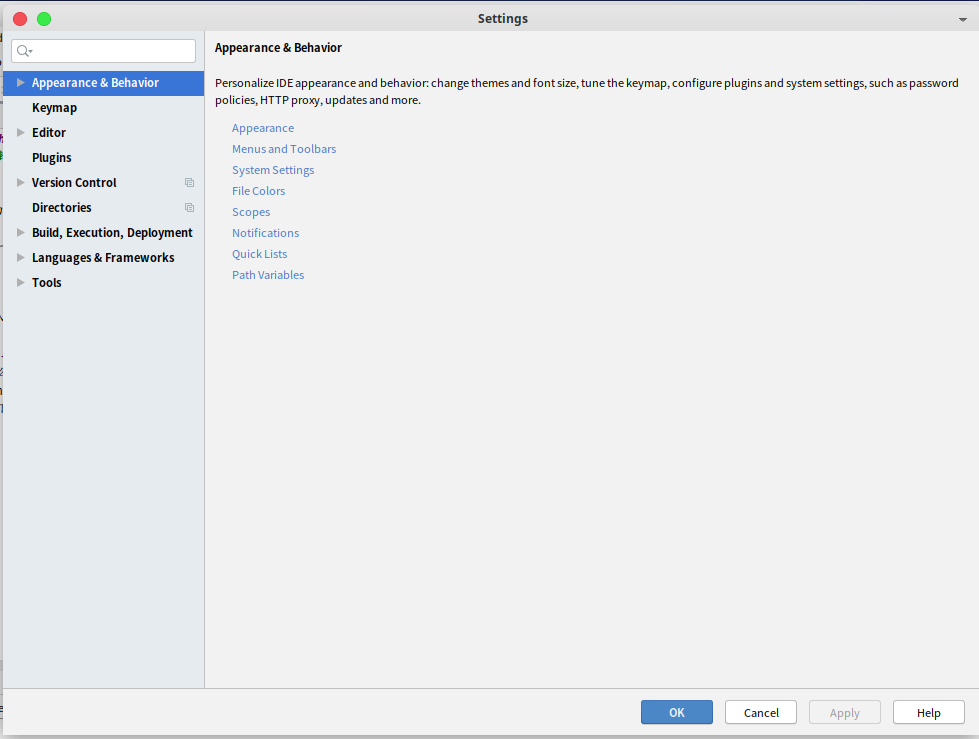 Settings
Appearance & Behavior
Keymap
Editor
Plugins
Version Control
Directories
Build, Execution, Deployment
Languages & Frameworks
Tools
Appearance & Behavior
Personalize IDE appearance and behavior: change themes and font size, tune the keymap, configure plugins and system settings, such as password
policies, HTTP proxy, updates and more.
Appearance
Menus and Toolbars
System Settings
File Colors
Scopes
Notifications
Quick Lists
Path Variables
OK Cancel Apply Help